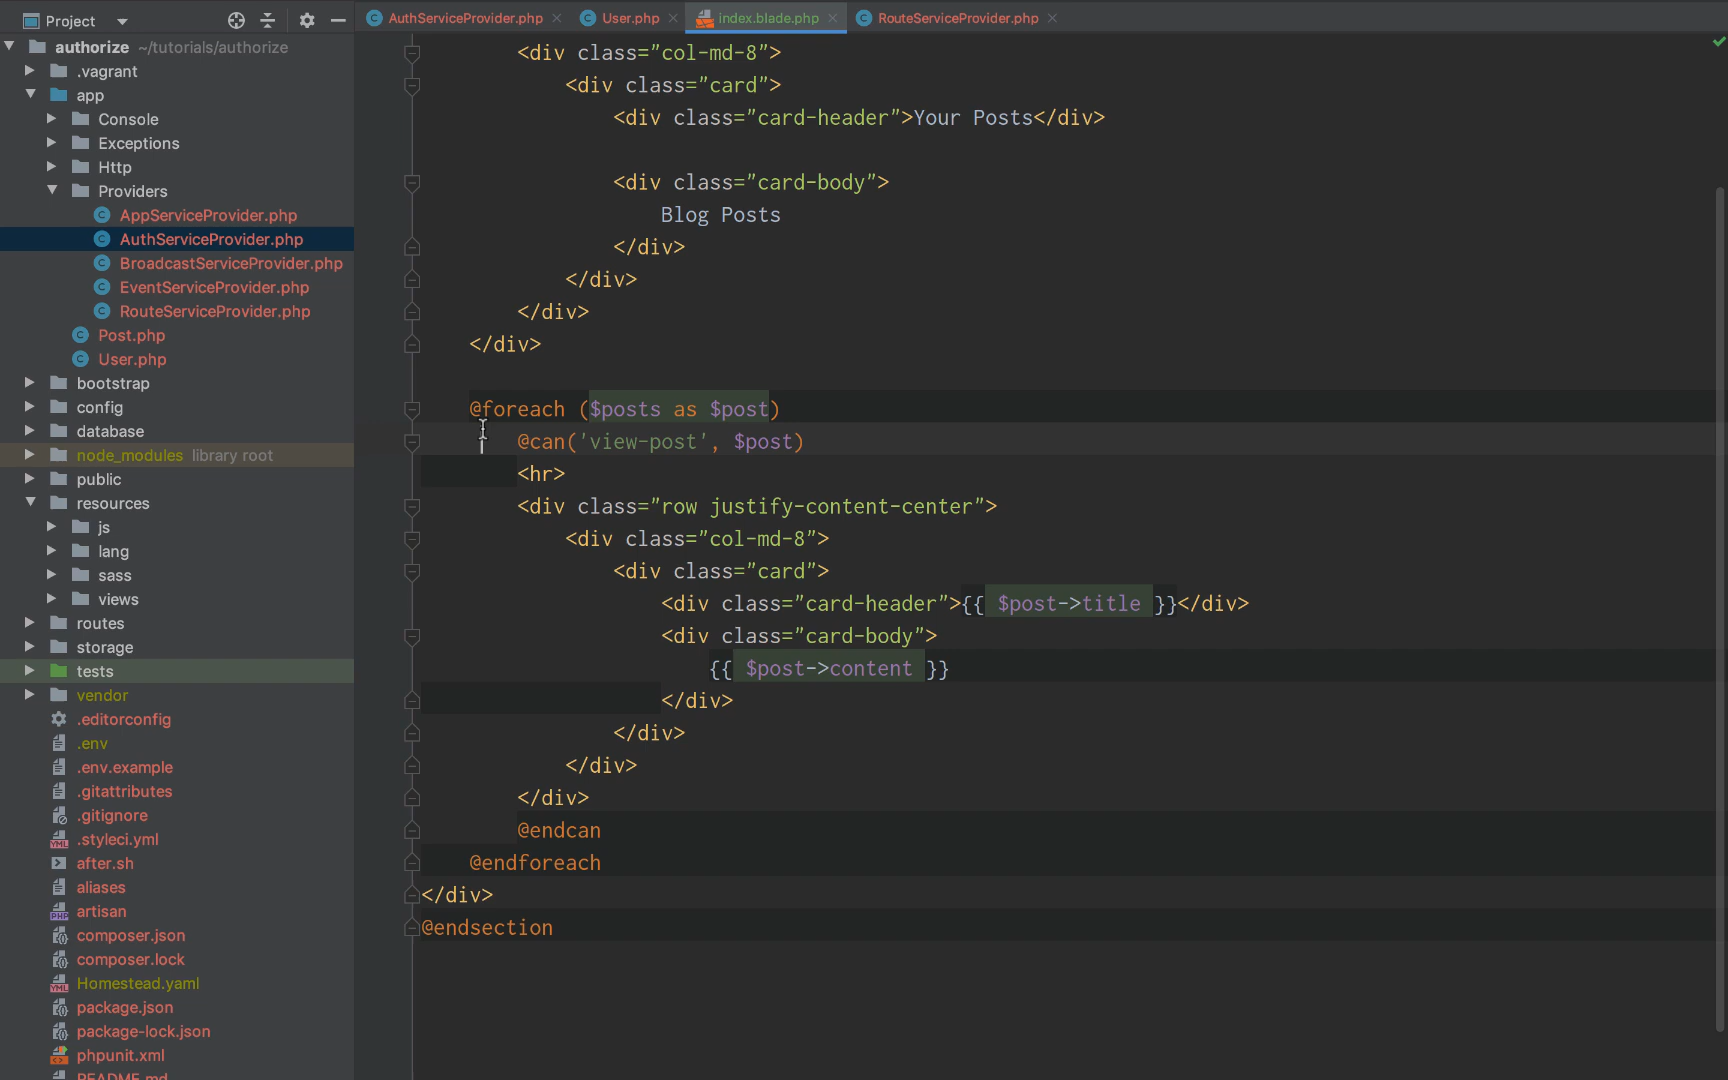 Project
AuthServiceProvider.php
User.php
index.blade.php
RouteServiceProvider.php
authorize ~/tutorials/authorize
.vagrant
app
Console
Exceptions
Http
Providers
AppServiceProvider.php
AuthServiceProvider.php
BroadcastServiceProvider.php
EventServiceProvider.php
RouteServiceProvider.php
Post.php
User.php
bootstrap
config
database
node_modules library root
public
resources
js
lang
sass
views
routes
storage
tests
vendor
.editorconfig
.env
.env.example
.gitattributes
.gitignore
.styleci.yml
after.sh
aliases
artisan
composer.json
composer.lock
Homestead.yaml
package.json
package-lock.json
phpunit.xml
README.md
<div class="col-md-8">
<div class="card">
<div class="card-header">Your Posts</div>
<div class="card-body">
Blog Posts
</div>
</div>
</div>
</div>
@foreach ($posts as $post)
@can('view-post', $post)
<hr>
<div class="row justify-content-center">
<div class="col-md-8">
<div class="card">
<div class="card-header">{{ $post->title }}</div>
<div class="card-body">
{{ $post->content }}
</div>
</div>
</div>
</div>
@endcan
@endforeach
</div>
@endsection